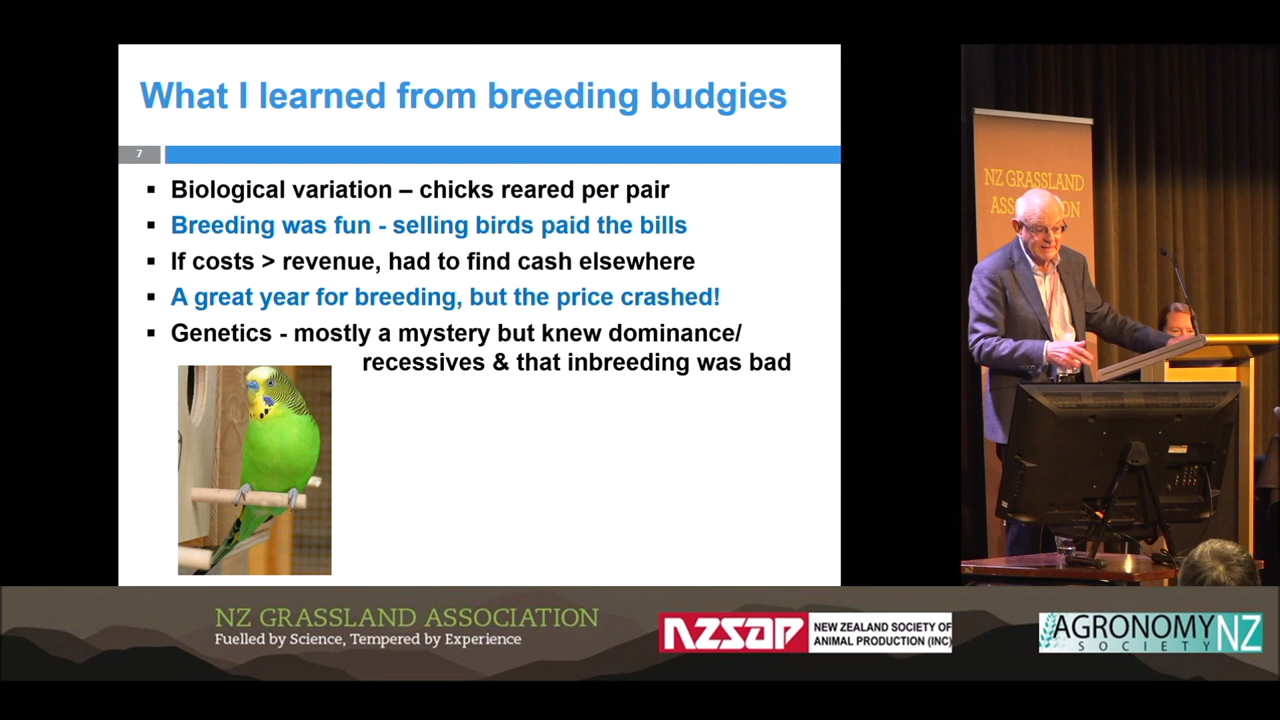 What I learned from breeding budgies
7
▪ Biological variation – chicks reared per pair
▪ Breeding was fun - selling birds paid the bills
▪ If costs > revenue, had to find cash elsewhere
▪ A great year for breeding, but the price crashed!
▪ Genetics - mostly a mystery but knew dominance/
recessives & that inbreeding was bad
NZ GRASSLAND
NZ GRASSLAND ASSOCIATION
Fuelled by Science, Tempered by Experience
NZSAP
NEW ZEALAND SOCIETY OF
ANIMAL PRODUCTION (INC)
AGRONOMY NZ
SOCIETY